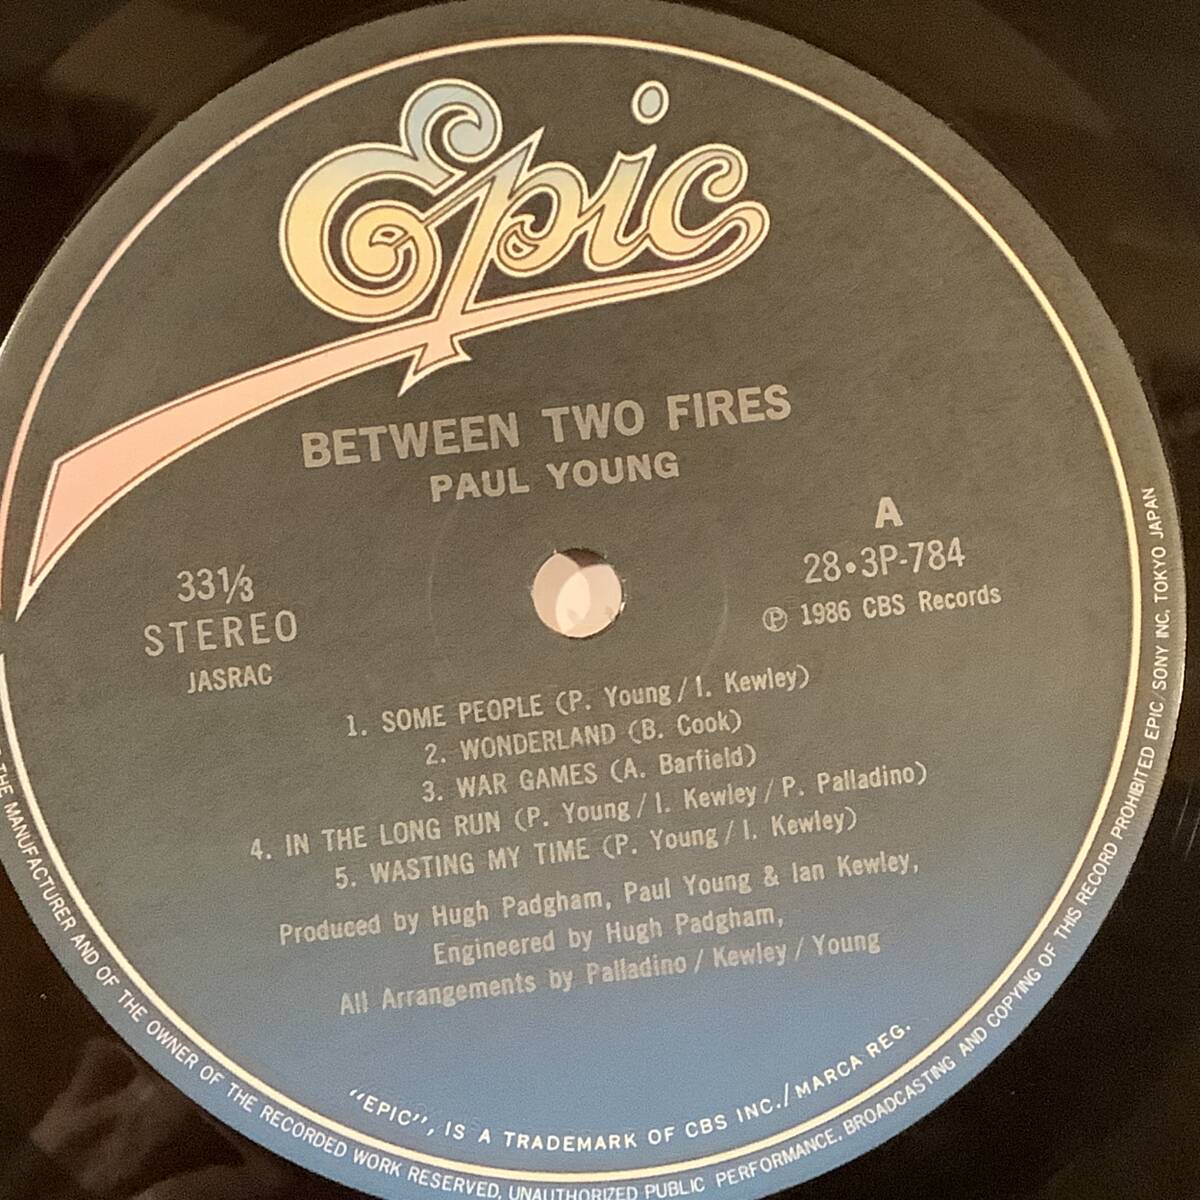 Epic
BETWEEN TWO FIRES
PAUL YOUNG
A
28•3P-784
℗ 1986 CBS Records
33⅓
STEREO
JASRAC
1. SOME PEOPLE (P. Young/I. Kewley)
2. WONDERLAND (B. Cook)
3. WAR GAMES (A. Barfield)
4. IN THE LONG RUN (P. Young/I. Kewley/P. Palladino)
5. WASTING MY TIME (P. Young/I. Kewley)
Produced by Hugh Padgham, Paul Young & Ian Kewley,
Engineered by Hugh Padgham,
All Arrangements by Palladino/Kewley/Young
"EPIC", IS A TRADEMARK OF CBS INC./MARCA REG.
THE MANUFACTURER AND OF THE OWNER OF THE RECORDED WORK RESERVED, UNAUTHORIZED PUBLIC PERFORMANCE, BROADCASTING AND COPYING OF THIS RECORD PROHIBITED EPIC/SONY INC, TOKYO JAPAN